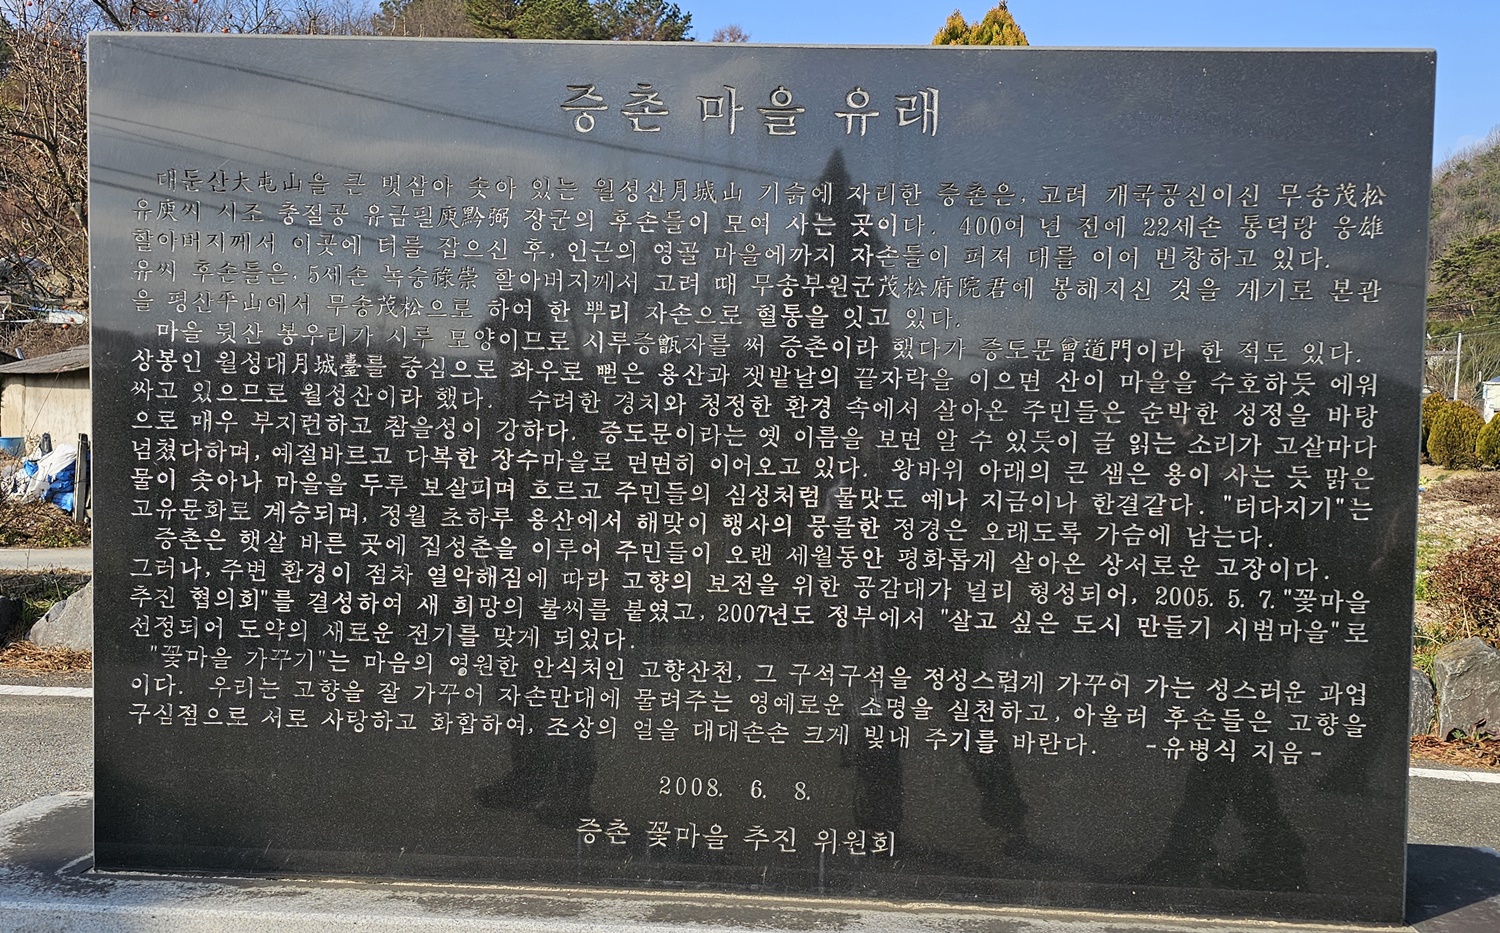 증촌 마을 유래
대둔산大屯山을 큰 볏삼아 솟아 있는 월성산月城山 기슭에 자리한 증촌은, 고려 개국공신이신 무송茂松
유庾씨 시조 충절공 유금필庾黔弼 장군의 후손들이 모여 사는 곳이다. 400여 년 전에 22세손 통덕랑 웅雄
할아버지께서 이곳에 터를 잡으신 후, 인근의 영골 마을에까지 자손들이 퍼져 대를 이어 번창하고 있다.
유씨 후손들은, 5세손 녹숭祿崇 할아버지께서 고려 때 무송부원군茂松府院君에 봉해지신 것을 계기로 본관
을 평산平山에서 무송茂松으로 하여 한 뿌리 자손으로 혈통을 잇고 있다.
마을 뒷산 봉우리가 시루 모양이므로 시루증甑자를 써 증촌이라 했다가 증도문曾道門이라 한 적도 있다.
상봉인 월성대月城臺를 중심으로 좌우로 뻗은 용산과 잿밭날의 끝자락을 이으면 산이 마을을 수호하듯 에워
싸고 있으므로 월성산이라 했다. 수려한 경치와 청정한 환경 속에서 살아온 주민들은 순박한 성정을 바탕
으로 매우 부지런하고 참을성이 강하다. 증도문이라는 옛 이름을 보면 알 수 있듯이 글 읽는 소리가 고샅마다
넘쳤다하며, 예절바르고 다복한 장수마을로 면면히 이어오고 있다. 왕바위 아래의 큰 샘은 용이 사는 듯 맑은
물이 솟아나 마을을 두루 보살피며 흐르고 주민들의 심성처럼 물맛도 예나 지금이나 한결같다. "터다지기"는
고유문화로 계승되며, 정월 초하루 용산에서 해맞이 행사의 뭉클한 정경은 오래도록 가슴에 남는다.
증촌은 햇살 바른 곳에 집성촌을 이루어 주민들이 오랜 세월동안 평화롭게 살아온 상서로운 고장이다.
그러나, 주변 환경이 점차 열악해짐에 따라 고향의 보전을 위한 공감대가 널리 형성되어, 2005. 5. 7. "꽃마을
추진 협의회"를 결성하여 새 희망의 불씨를 붙였고, 2007년도 정부에서 "살고 싶은 도시 만들기 시범마을"로
선정되어 도약의 새로운 전기를 맞게 되었다.
"꽃마을 가꾸기"는 마음의 영원한 안식처인 고향산천, 그 구석구석을 정성스럽게 가꾸어 가는 성스러운 과업
이다. 우리는 고향을 잘 가꾸어 자손만대에 물려주는 영예로운 소명을 실천하고, 아울러 후손들은 고향을
구심점으로 서로 사랑하고 화합하여, 조상의 얼을 대대손손 크게 빛내 주기를 바란다. -유병식 지음-
2008. 6. 8.
증촌 꽃마을 추진 위원회